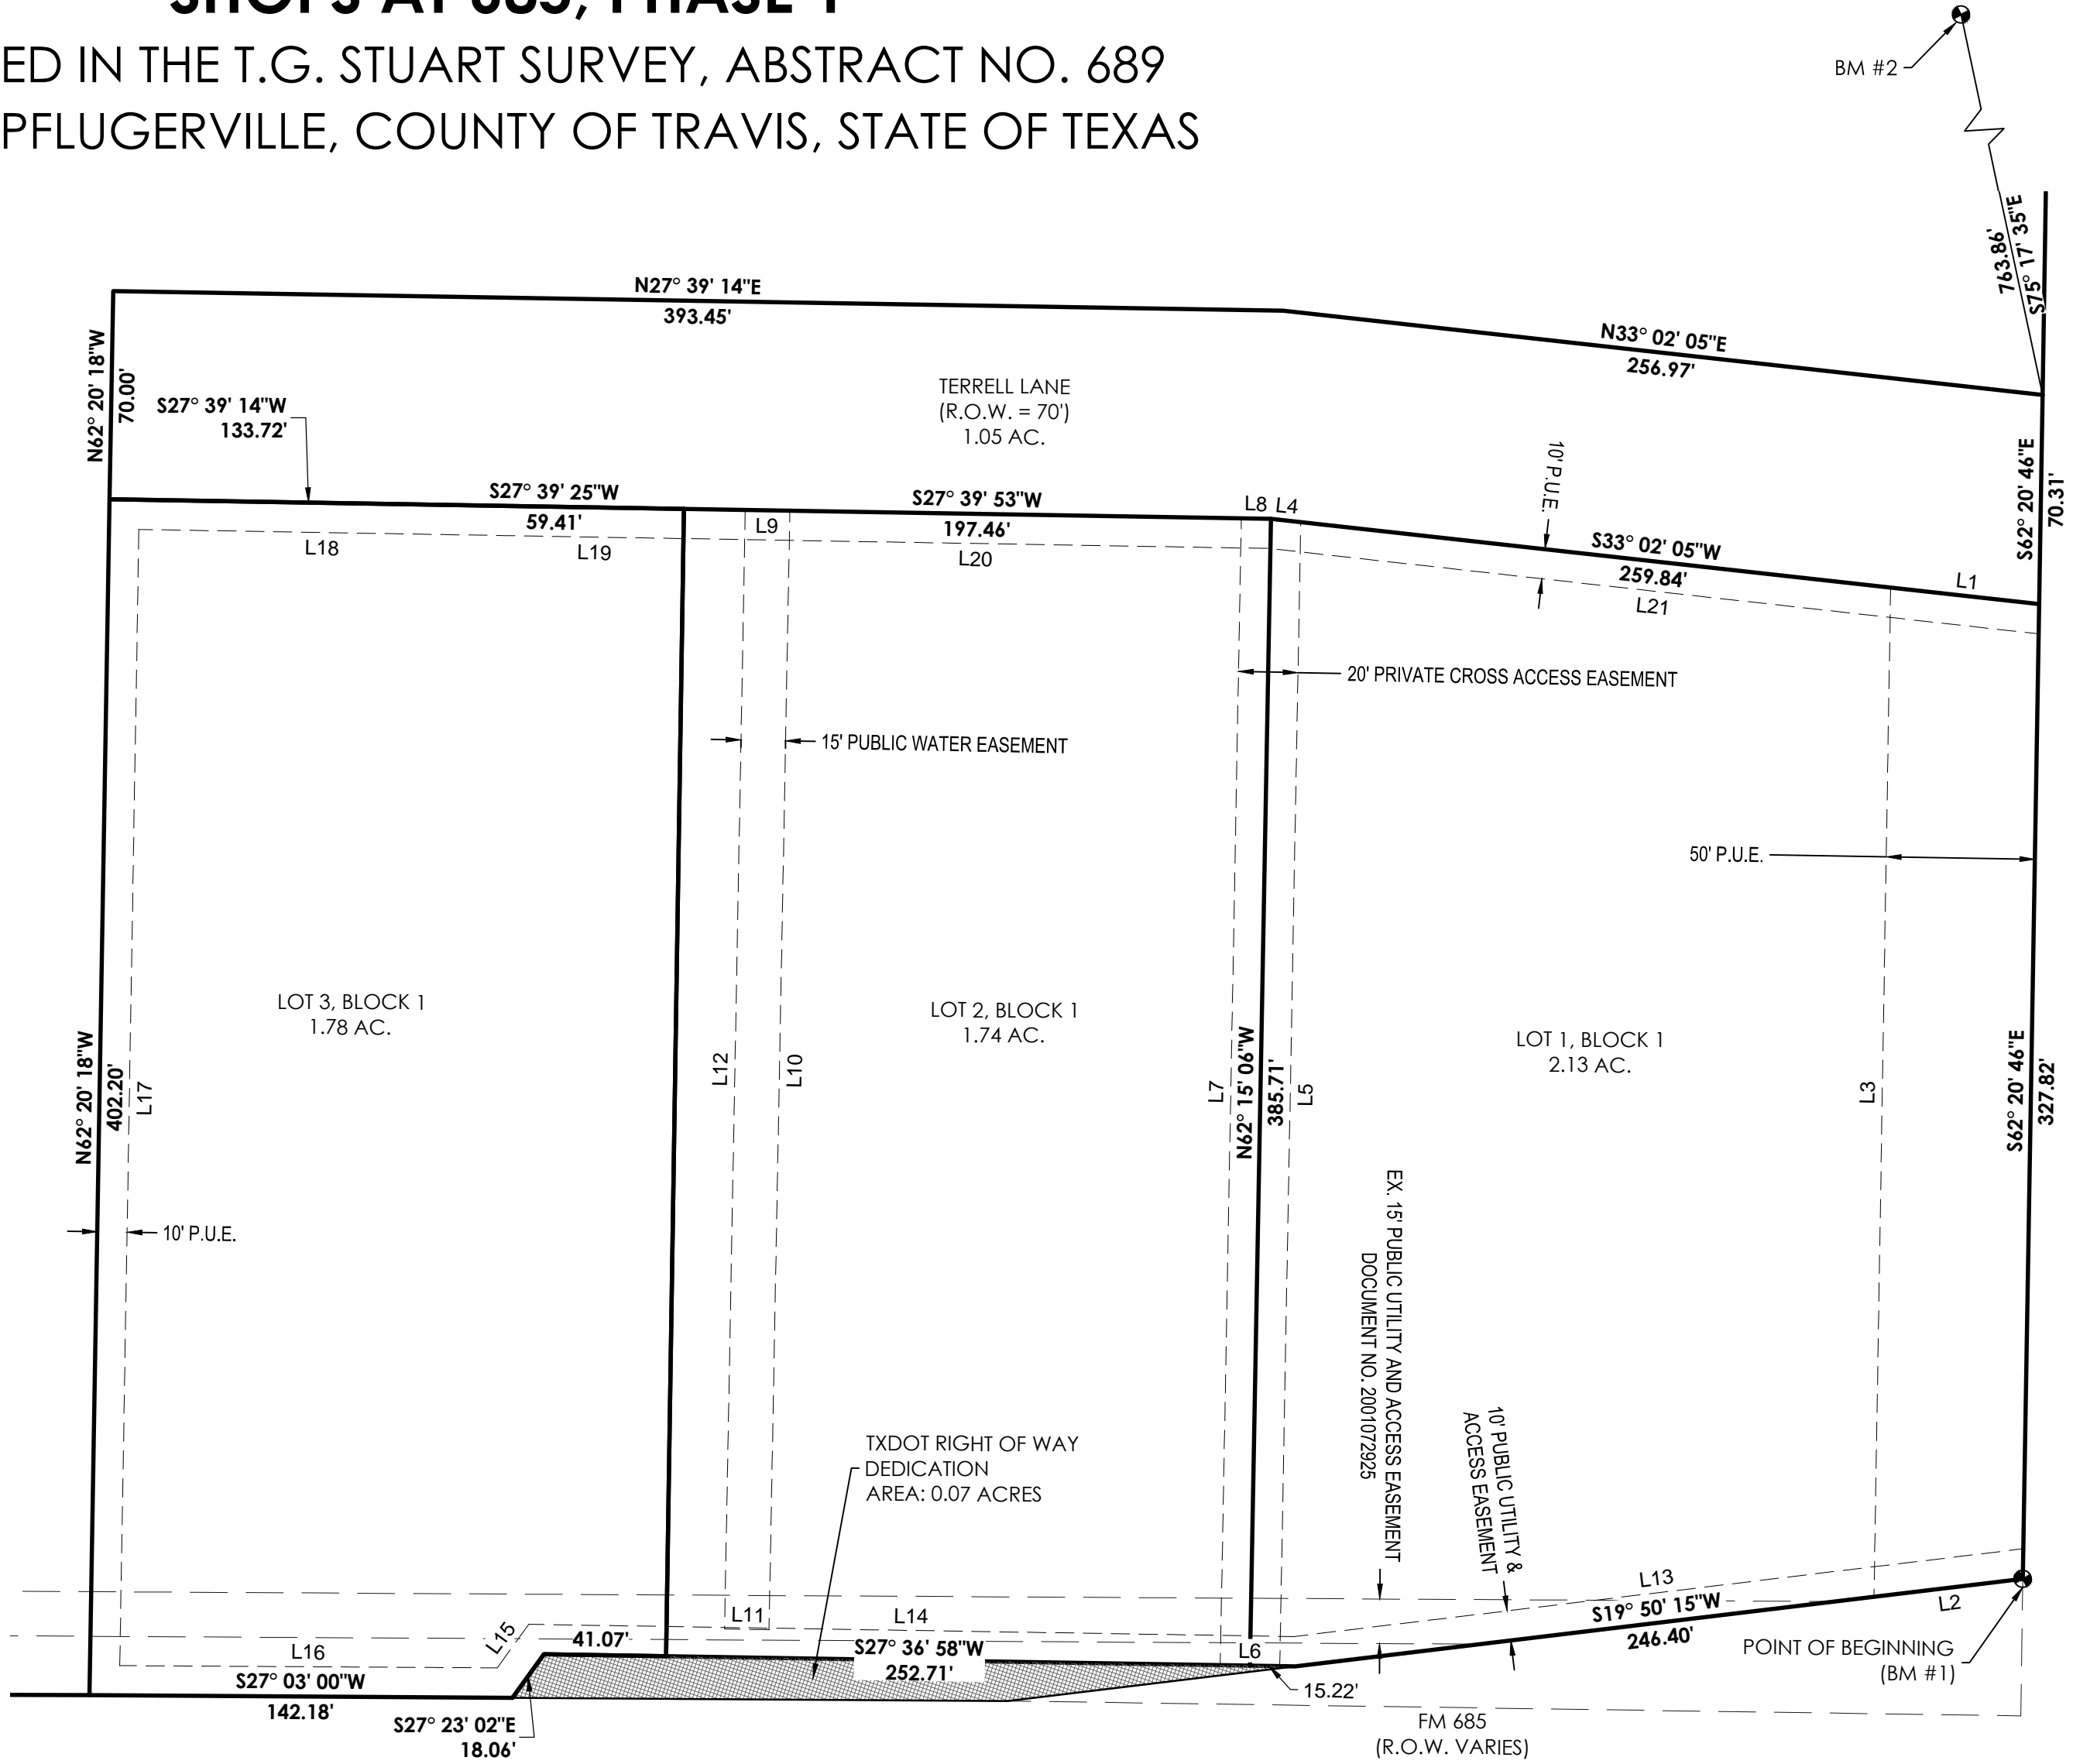 SHOPS AT 685, PHASE 1
ED IN THE T.G. STUART SURVEY, ABSTRACT NO. 689
PFLUGERVILLE, COUNTY OF TRAVIS, STATE OF TEXAS
BM #2
763.86'
S75° 17' 35"E
N27° 39' 14"E
393.45'
N33° 02' 05"E
256.97'
N62° 20' 18"W
70.00'
S27° 39' 14"W
133.72'
TERRELL LANE
(R.O.W. = 70')
1.05 AC.
10' P.U.E.
S62° 20' 46"E
70.31'
S27° 39' 25"W
59.41'
S27° 39' 53"W
197.46'
L8 L4
L9
L18
L19
L20
S33° 02' 05"W
259.84'
L21
L1
20' PRIVATE CROSS ACCESS EASEMENT
15' PUBLIC WATER EASEMENT
50' P.U.E.
LOT 3, BLOCK 1
1.78 AC.
LOT 2, BLOCK 1
1.74 AC.
LOT 1, BLOCK 1
2.13 AC.
N62° 20' 18"W
402.20'
L17
L12
L10
L7
N62° 15' 06"W
385.71'
L5
L3
S62° 20' 46"E
327.82'
10' P.U.E.
EX. 15' PUBLIC UTILITY AND ACCESS EASEMENT
DOCUMENT NO. 2001072925
10' PUBLIC UTILITY &
ACCESS EASEMENT
TXDOT RIGHT OF WAY
DEDICATION
AREA: 0.07 ACRES
L13
S19° 50' 15"W
246.40'
L2
POINT OF BEGINNING
(BM #1)
L11
L14
L15
41.07'
S27° 36' 58"W
252.71'
L6
L16
S27° 03' 00"W
142.18'
15.22'
S27° 23' 02"E
18.06'
FM 685
(R.O.W. VARIES)